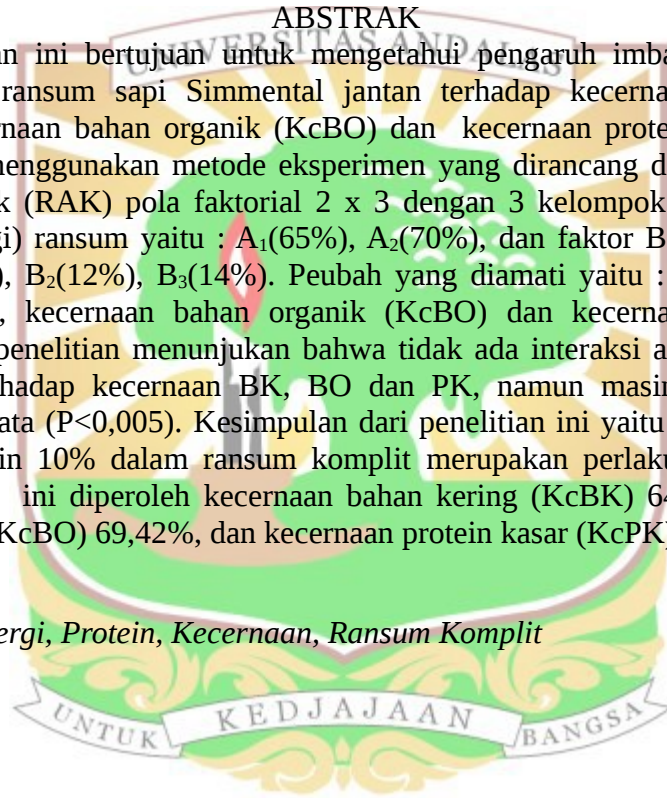 ABSTRAK
an ini bertujuan untuk mengetahui pengaruh imba
ransum sapi Simmental jantan terhadap kecerna
rnaan bahan organik (KcBO) dan kecernaan prote
menggunakan metode eksperimen yang dirancang d
k (RAK) pola faktorial 2 x 3 dengan 3 kelompok
gi) ransum yaitu : A₁(65%), A₂(70%), dan faktor B
), B₂(12%), B₃(14%). Peubah yang diamati yaitu :
, kecernaan bahan organik (KcBO) dan kecerna
penelitian menunjukan bahwa tidak ada interaksi a
hadap kecernaan BK, BO dan PK, namun masin
ata (P<0,005). Kesimpulan dari penelitian ini yaitu
in 10% dalam ransum komplit merupakan perlaku
ini diperoleh kecernaan bahan kering (KcBK) 64
KcBO) 69,42%, dan kecernaan protein kasar (KcPK)
ergi, Protein, Kecernaan, Ransum Komplit
UNIVERSITAS ANDALAS
UNTUK KEDJAJAAN BANGSA